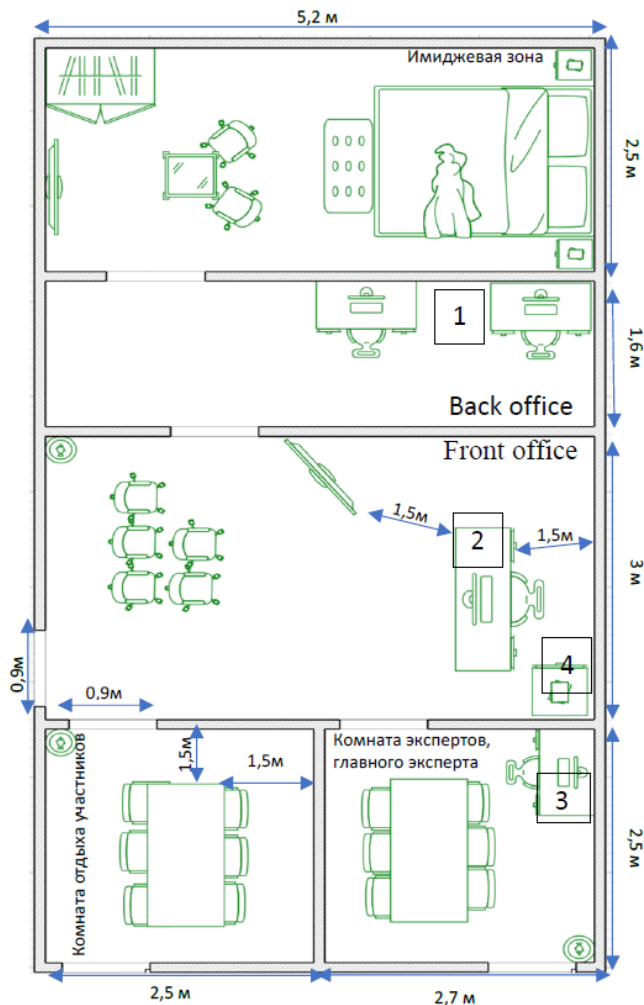 5,2 м
Имиджевая зона
2,5 м
1
1,6 м
Back office
Front office
1,5м
2
1,5м
3 м
4
0,9м
0,9м
Комната отдыха участников
1,5м
1,5м
Комната экспертов,
главного эксперта
3
2,5 м
2,5 м
2,7 м